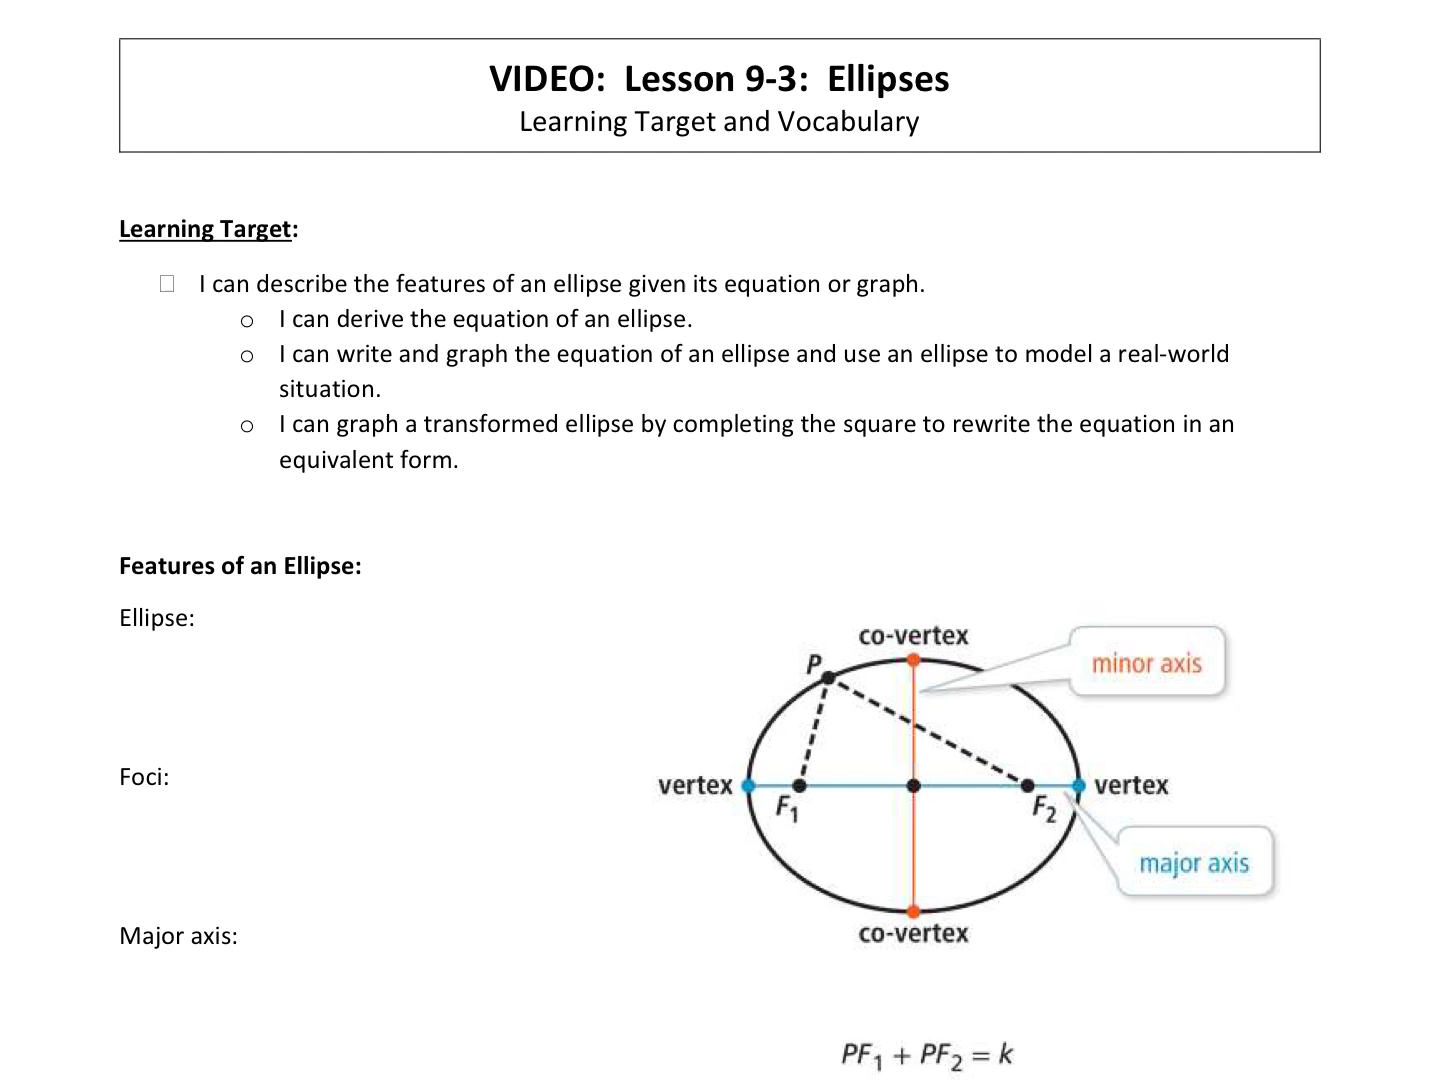 VIDEO:  Lesson 9-3:  Ellipses
Learning Target and Vocabulary
Learning Target:
I can describe the features of an ellipse given its equation or graph.
o I can derive the equation of an ellipse.
o I can write and graph the equation of an ellipse and use an ellipse to model a real-world
situation.
o I can graph a transformed ellipse by completing the square to rewrite the equation in an
equivalent form.
Features of an Ellipse:
Ellipse:
co-vertex
minor axis
P
Foci:
vertex
vertex
F₁
F₂
major axis
Major axis:
co-vertex
PF₁ + PF₂ = k